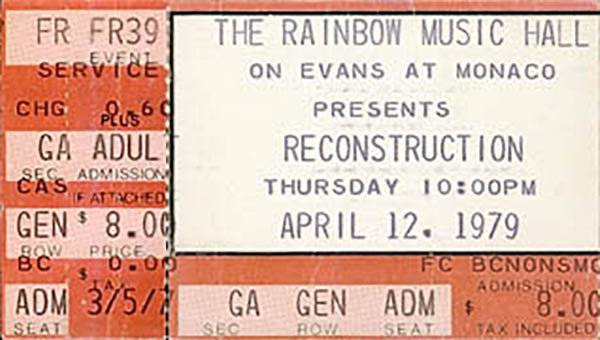 FR FR39
EVENT
SERVICE
CHG 0.60
PLUS
GA ADUL
SEC ADMISSION
CAS IF ATTACHED
GEN $ 8.00
ROW PRICE
BC $ 0.00
TAX
ADM 3/5/7
SEAT
THE RAINBOW MUSIC HALL
ON EVANS AT MONACO
PRESENTS
RECONSTRUCTION
THURSDAY 10:00PM
APRIL 12. 1979
FC BCNONSMO
ADMISSION
GA GEN ADM $ 8.00
SEC ROW SEAT TAX INCLUDED